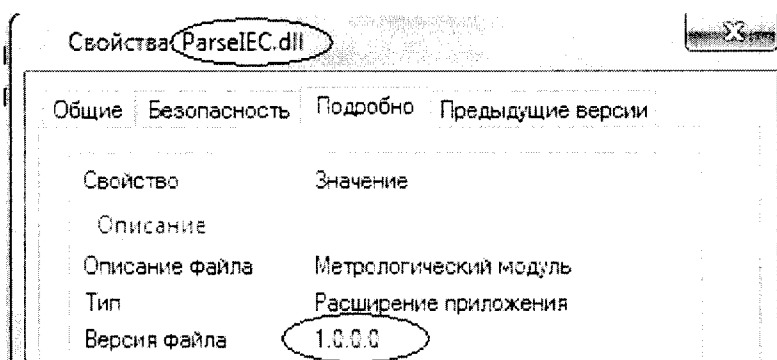 Свойства: ParseIEC.dll
Общие Безопасность Подробно Предыдущие версии
Свойство Значение
Описание
Описание файла Метрологический модуль
Тип Расширение приложения
Версия файла 1.0.0.0